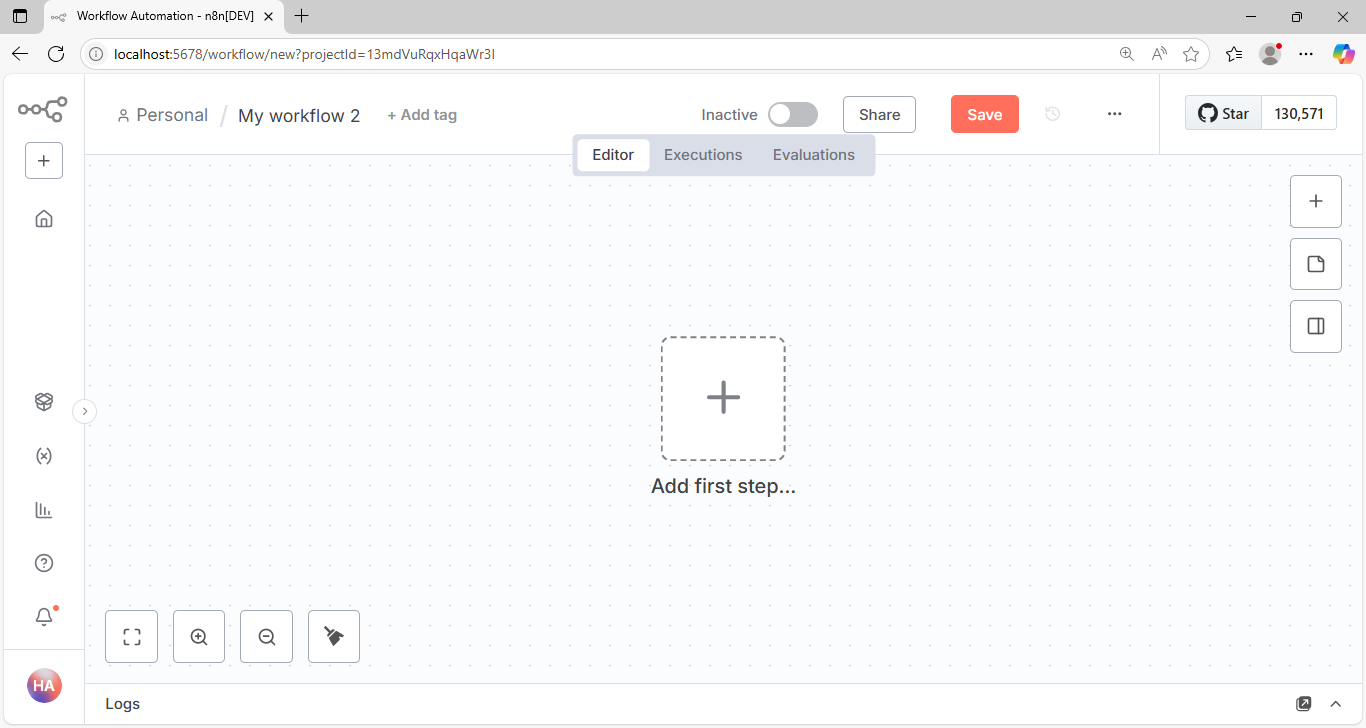 Workflow Automation - n8n[DEV]
localhost:5678/workflow/new?projectId=13mdVuRqxHqaWr3I
Personal / My workflow 2 + Add tag Inactive Share Save ... Star 130,571
Editor Executions Evaluations
Add first step...
HA
Logs